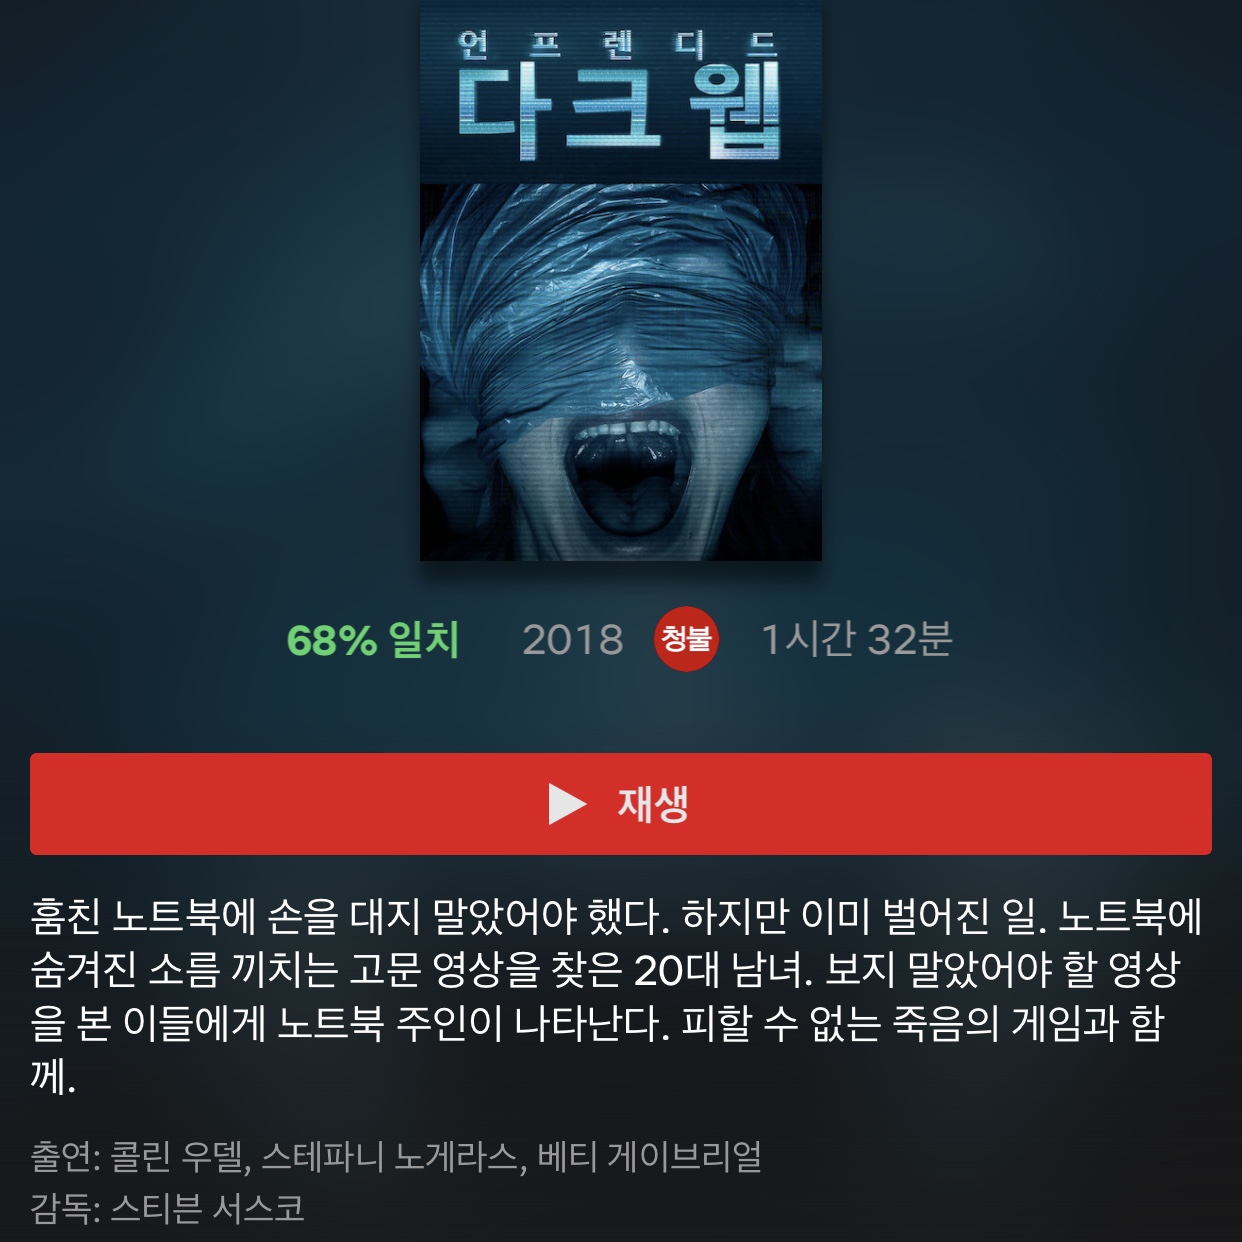 언프렌디드
다크 웹
68% 일치 2018 청불 1시간 32분
재생
훔친 노트북에 손을 대지 말았어야 했다. 하지만 이미 벌어진 일. 노트북에
숨겨진 소름 끼치는 고문 영상을 찾은 20대 남녀. 보지 말았어야 할 영상
을 본 이들에게 노트북 주인이 나타난다. 피할 수 없는 죽음의 게임과 함
께.
출연: 콜린 우델, 스테파니 노게라스, 베티 게이브리얼
감독: 스티븐 서스코